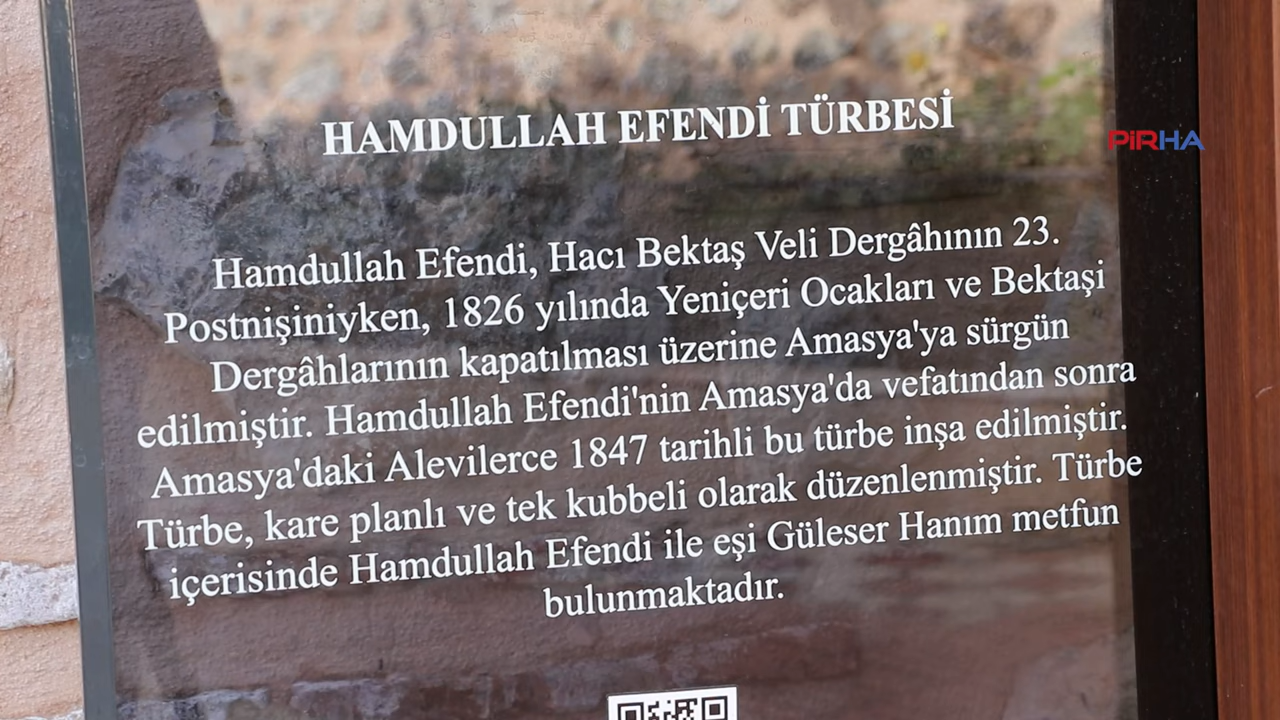 HAMDULLAH EFENDİ TÜRBESİ
PİRHA
Hamdullah Efendi, Hacı Bektaş Veli Dergâhının 23.
Postnişiniyken, 1826 yılında Yeniçeri Ocakları ve Bektaşi
Dergâhlarının kapatılması üzerine Amasya'ya sürgün
edilmiştir. Hamdullah Efendi'nin Amasya'da vefatından sonra
Amasya'daki Alevilerce 1847 tarihli bu türbe inşa edilmiştir.
Türbe, kare planlı ve tek kubbeli olarak düzenlenmiştir. Türbe
içerisinde Hamdullah Efendi ile eşi Güleser Hanım metfun
bulunmaktadır.